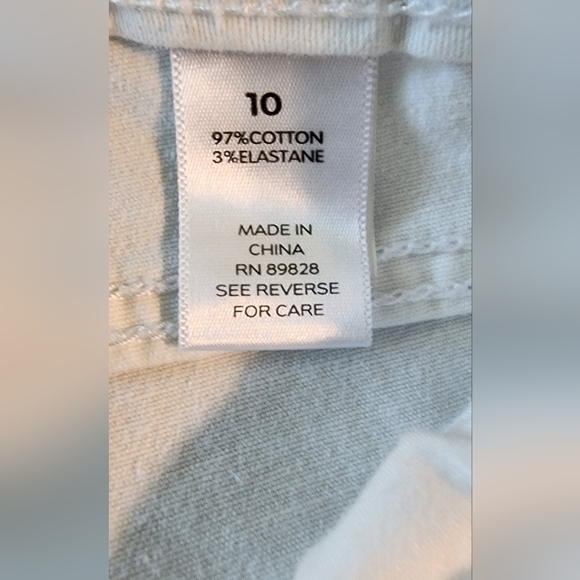 10
97%COTTON
3%ELASTANE
MADE IN
CHINA
RN 89828
SEE REVERSE
FOR CARE